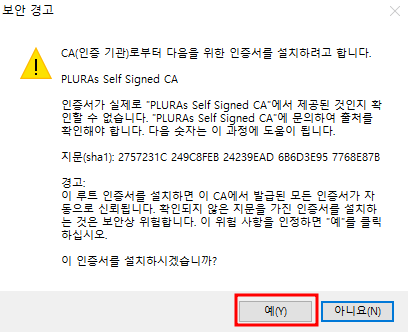 보안 경고
CA(인증 기관)로부터 다음을 위한 인증서를 설치하려고 합니다.
PLURAs Self Signed CA
인증서가 실제로 "PLURAs Self Signed CA"에서 제공된 것인지 확
인할 수 없습니다. "PLURAs Self Signed CA"에 문의하여 출처를
확인해야 합니다. 다음 숫자는 이 과정에 도움이 됩니다.
지문(sha1): 2757231C 249C8FEB 24239EAD 6B6D3E95 7768E87B
경고:
이 루트 인증서를 설치하면 이 CA에서 발급된 모든 인증서가 자
동으로 신뢰됩니다. 확인되지 않은 지문을 가진 인증서를 설치하
는 것은 보안상 위험합니다. 이 위험 사항을 인정하면 "예"를 클릭
하십시오.
이 인증서를 설치하시겠습니까?
예(Y)
아니요(N)